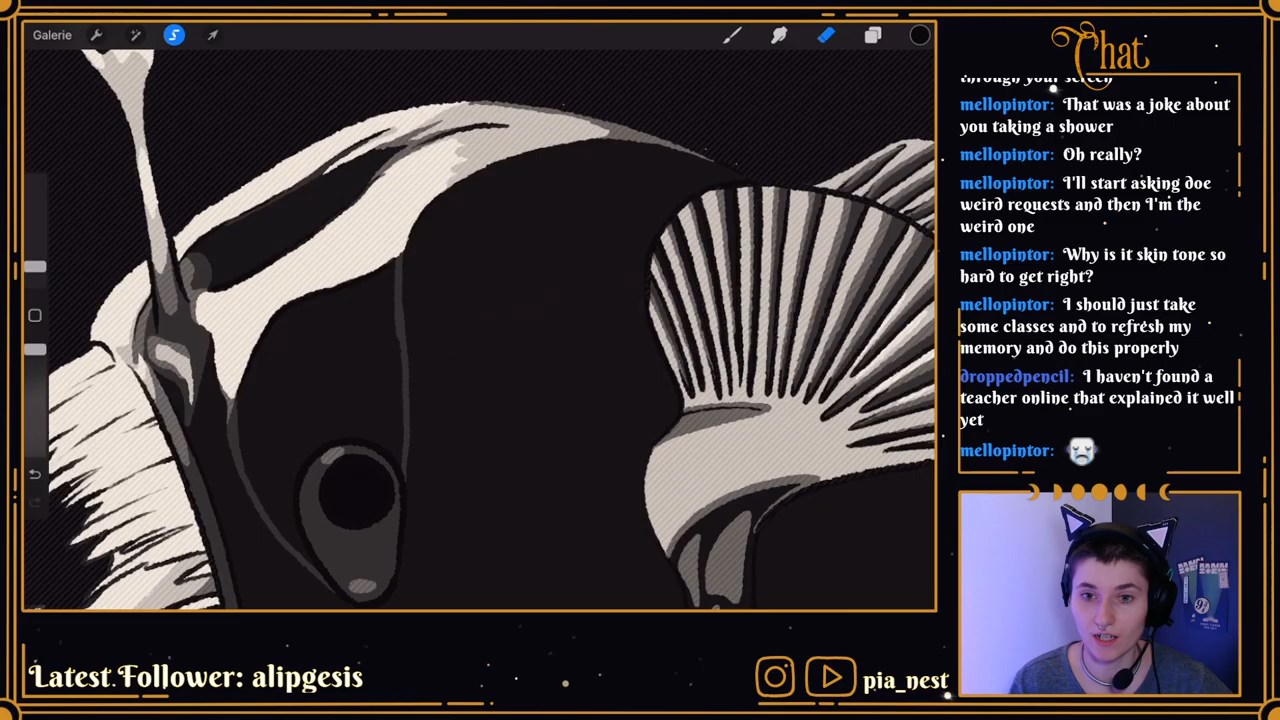 Galerie
Chat
through your screen
mellopintor: That was a joke about
you taking a shower
mellopintor: Oh really?
mellopintor: I'll start asking doe
weird requests and then I'm the
weird one
mellopintor: Why is it skin tone so
hard to get right?
mellopintor: I should just take
some classes and to refresh my
memory and do this properly
droppedpencil: I haven't found a
teacher online that explained it well
yet
mellopintor:
Latest Follower: alipgesis
pia_nest